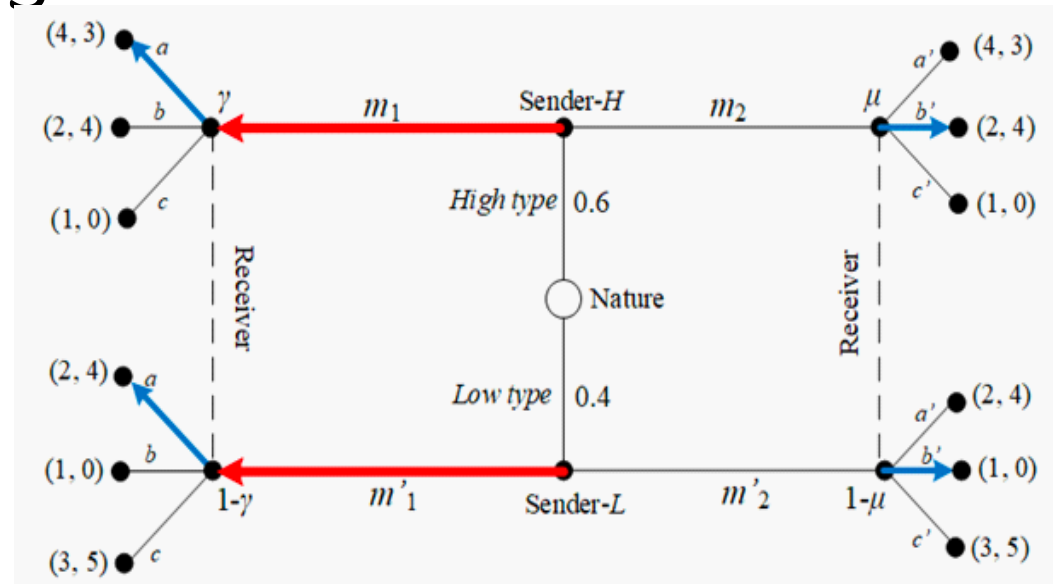 (4, 3)
a
γ
b
(2, 4)
c
(1, 0)
m1
Sender-H
m2
μ
a'
(4, 3)
b'
(2, 4)
c'
(1, 0)
High type
0.6
Receiver
Nature
Receiver
Low type
0.4
(2, 4)
a
b
(1, 0)
1-γ
c
(3, 5)
m'1
Sender-L
m'2
1-μ
a'
(2, 4)
b'
(1, 0)
c'
(3, 5)